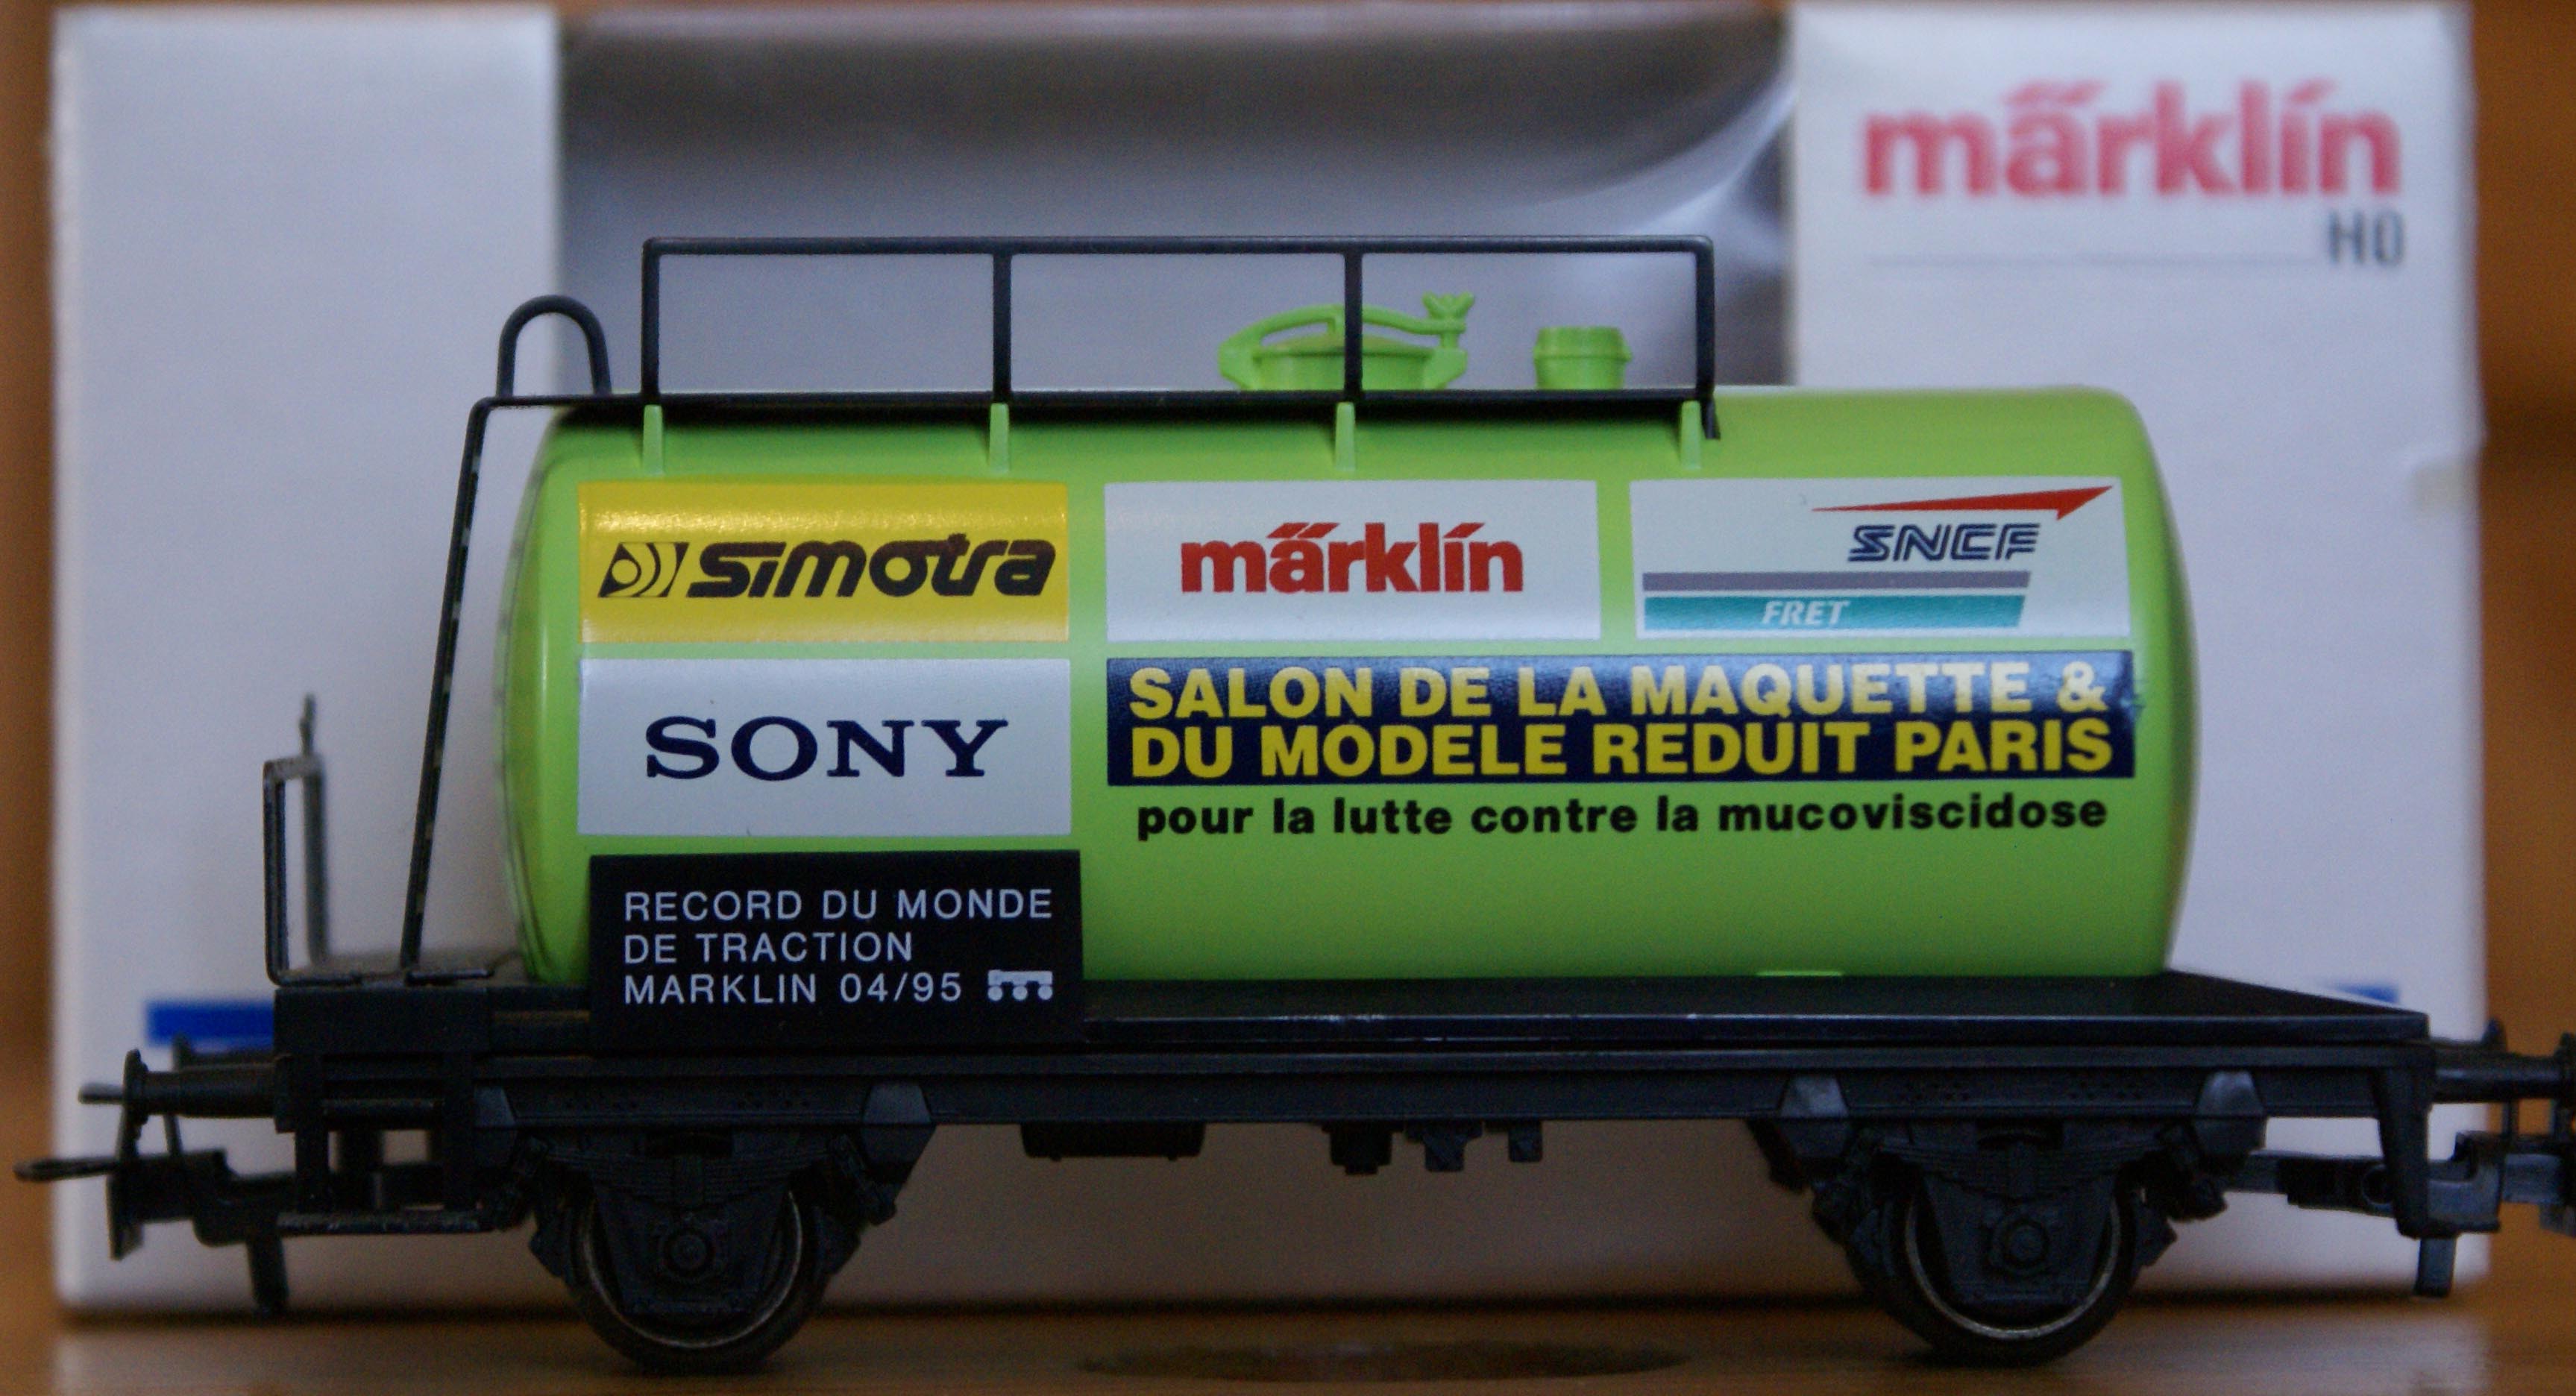 märklin
H0
simotra
märklin
SNCF
FRET
SONY
SALON DE LA MAQUETTE &
DU MODELE REDUIT PARIS
pour la lutte contre la mucoviscidose
RECORD DU MONDE
DE TRACTION
MARKLIN 04/95